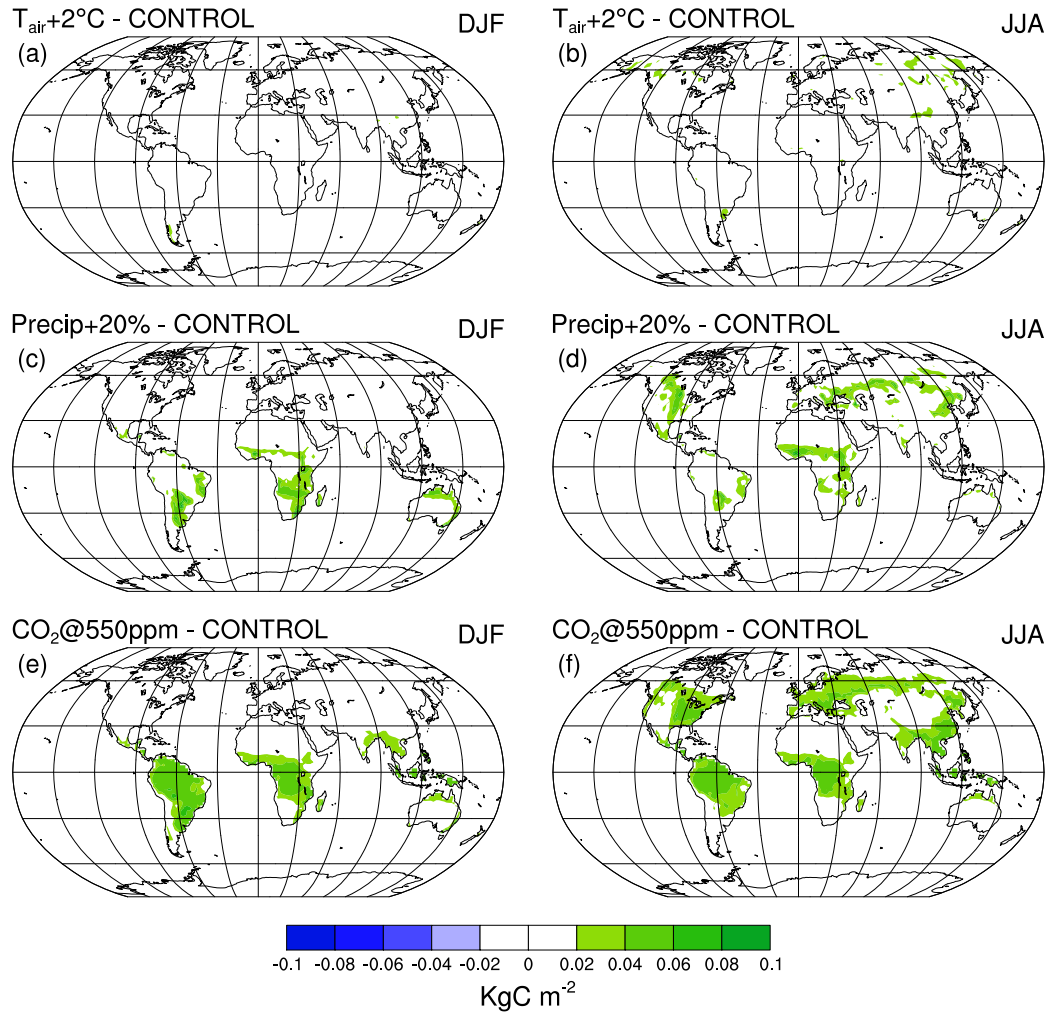 T_air+2°C - CONTROL DJF
(a)
T_air+2°C - CONTROL JJA
(b)
Precip+20% - CONTROL DJF
(c)
Precip+20% - CONTROL JJA
(d)
CO₂@550ppm - CONTROL DJF
(e)
CO₂@550ppm - CONTROL JJA
(f)
-0.1 -0.08 -0.06 -0.04 -0.02 0 0.02 0.04 0.06 0.08 0.1
KgC m⁻²